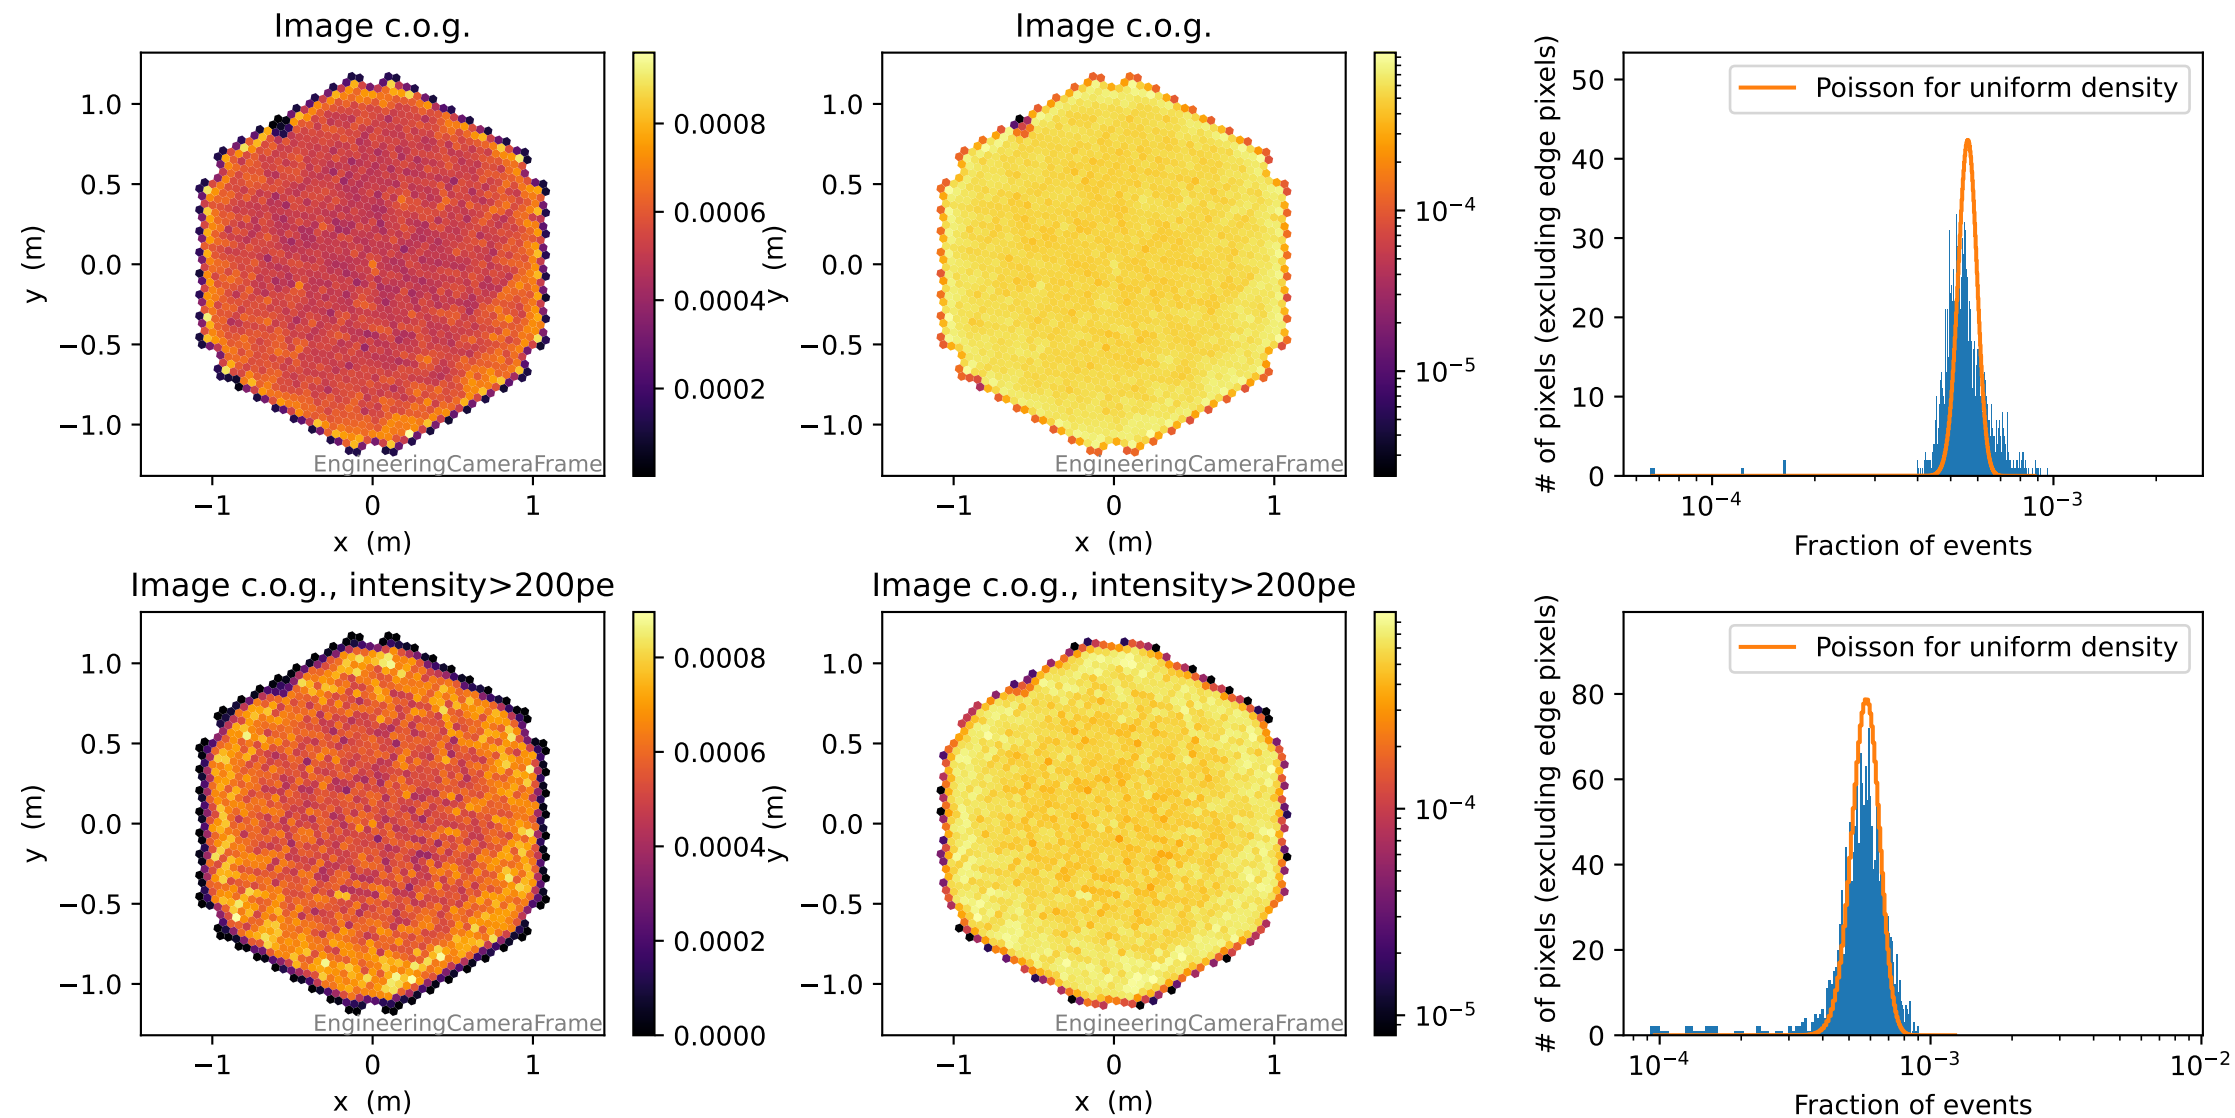 Image c.o.g.
y (m)
1.0
0.5
0.0
−0.5
−1.0
−1 0 1
x (m)
EngineeringCameraFrame
0.0008
0.0006
0.0004
0.0002
Image c.o.g.
y (m)
1.0
0.5
0.0
−0.5
−1.0
−1 0 1
x (m)
EngineeringCameraFrame
10⁻⁴
10⁻⁵
# of pixels (excluding edge pixels)
50
40
30
20
10
0
Poisson for uniform density
10⁻⁴ 10⁻³
Fraction of events
Image c.o.g., intensity>200pe
y (m)
1.0
0.5
0.0
−0.5
−1.0
−1 0 1
x (m)
EngineeringCameraFrame
0.0008
0.0006
0.0004
0.0002
0.0000
Image c.o.g., intensity>200pe
y (m)
1.0
0.5
0.0
−0.5
−1.0
−1 0 1
x (m)
EngineeringCameraFrame
10⁻⁴
10⁻⁵
# of pixels (excluding edge pixels)
80
60
40
20
0
Poisson for uniform density
10⁻⁴ 10⁻³ 10⁻²
Fraction of events